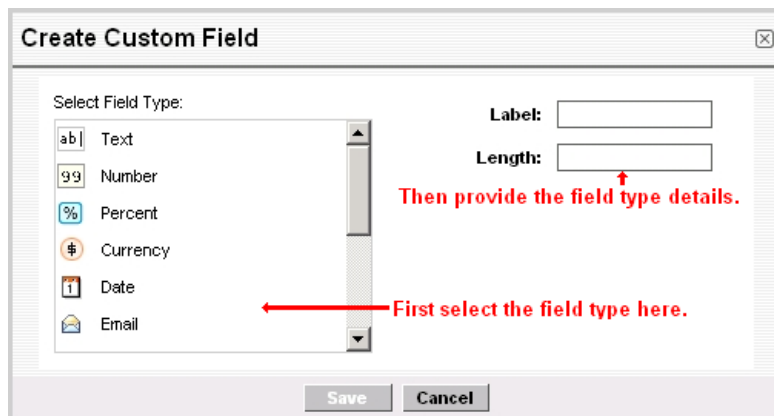 Create Custom Field
Select Field Type:
ab| Text
99 Number
% Percent
$ Currency
1 Date
Email
Label:
Length:
Then provide the field type details.
First select the field type here.
Save Cancel